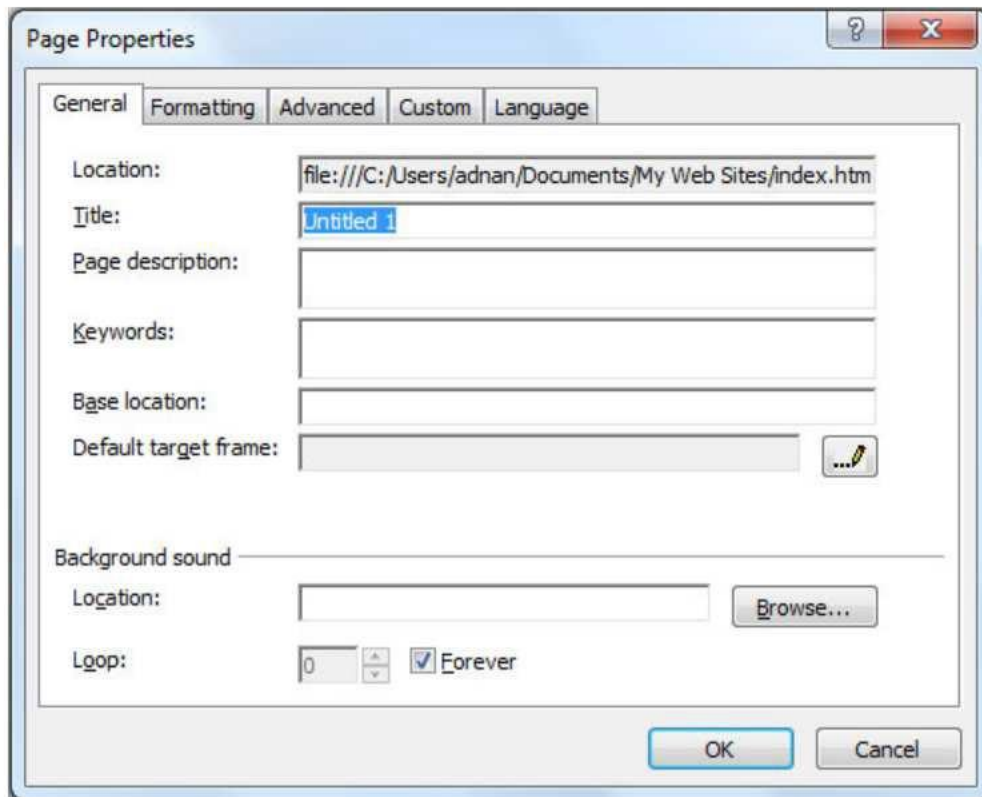 Page Properties
General Formatting Advanced Custom Language
Location: file:///C:/Users/adnan/Documents/My Web Sites/index.htm
Title: Untitled 1
Page description:
Keywords:
Base location:
Default target frame: ...
Background sound
Location: Browse...
Loop: 0 Forever
OK Cancel